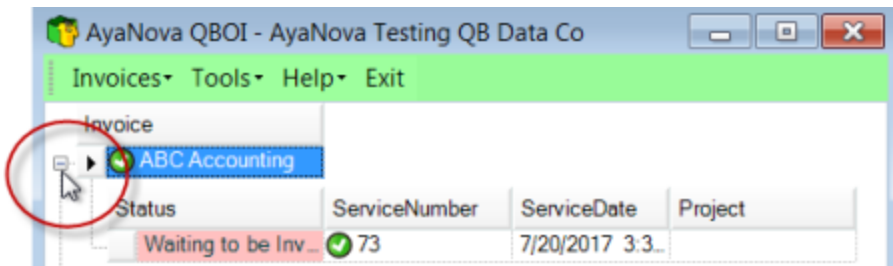 AyaNova QBOI - AyaNova Testing QB Data Co
Invoices Tools Help Exit
Invoice
ABC Accounting
Status ServiceNumber ServiceDate Project
Waiting to be Inv... 73 7/20/2017 3:3...